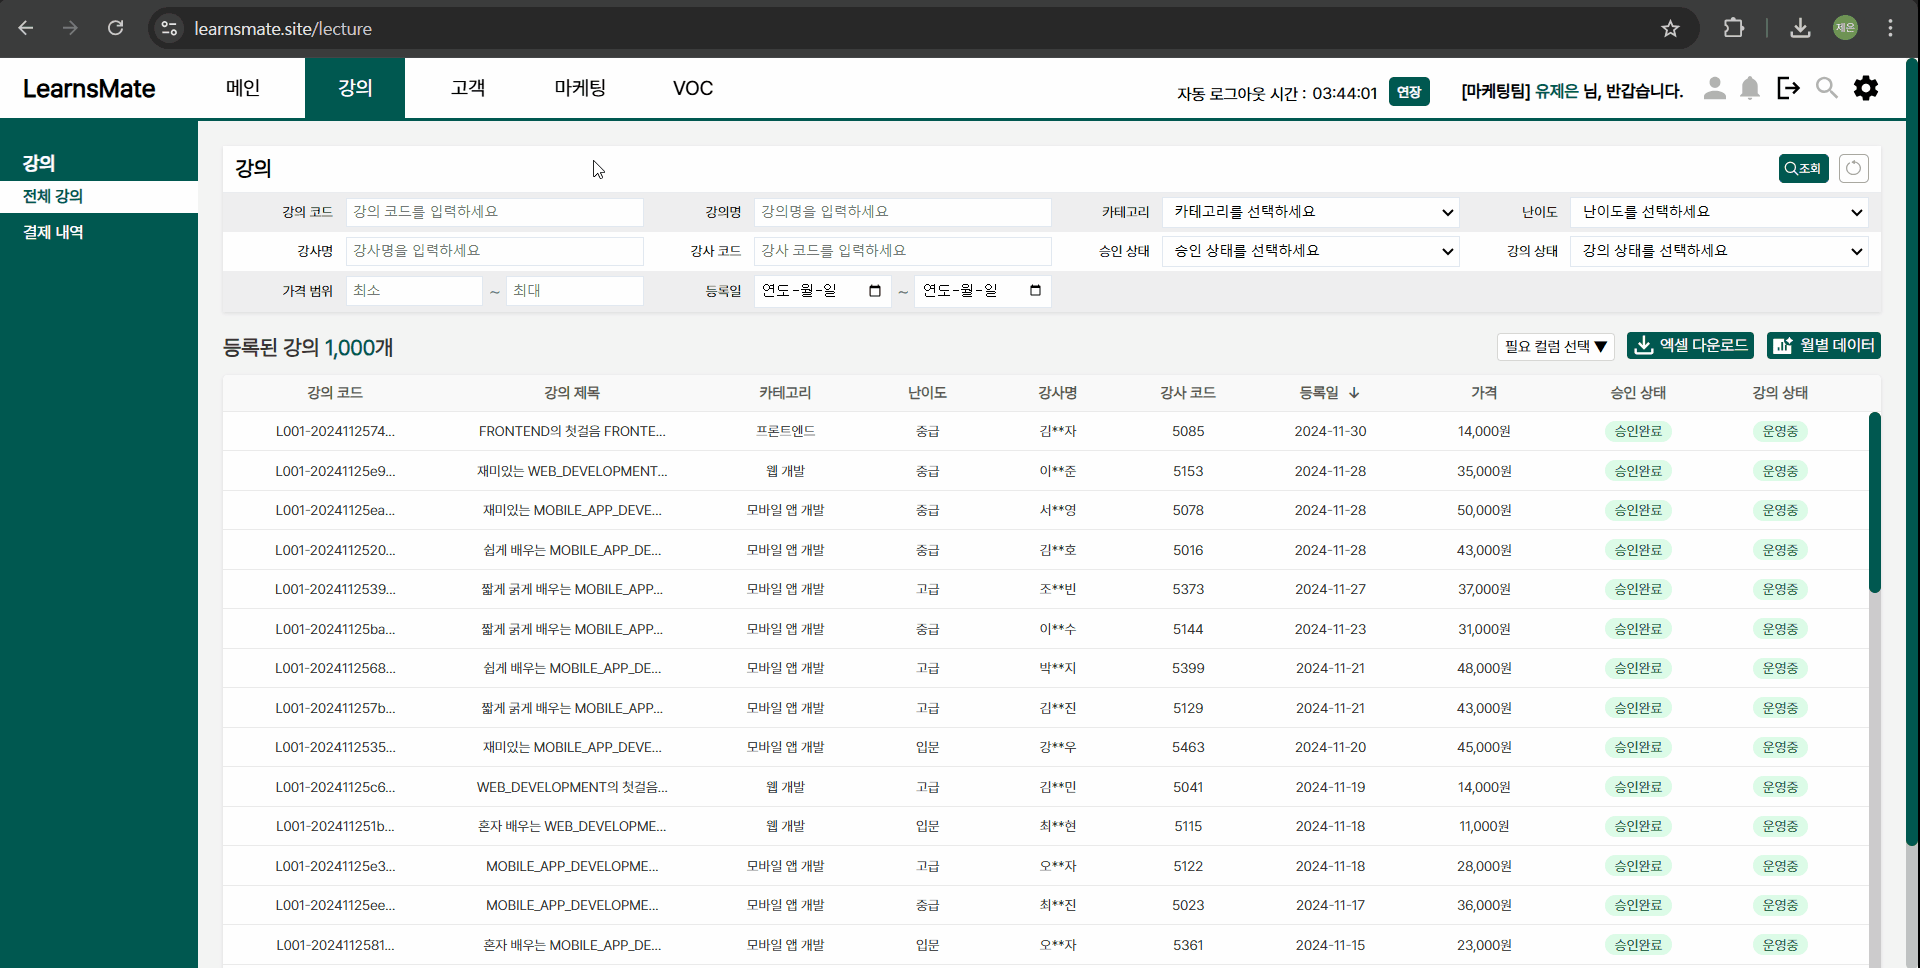 learnsmate.site/lecture
제은
LearnsMate 메인 강의 고객 마케팅 VOC 자동 로그아웃 시간 : 03:44:01 연장 [마케팅팀] 유제은 님, 반갑습니다.
강의
전체 강의
결제 내역
강의 조회
강의 코드 강의 코드를 입력하세요 강의명 강의명을 입력하세요 카테고리 카테고리를 선택하세요 난이도 난이도를 선택하세요
강사명 강사명을 입력하세요 강사 코드 강사 코드를 입력하세요 승인 상태 승인 상태를 선택하세요 강의 상태 강의 상태를 선택하세요
가격 범위 최소 ~ 최대 등록일 연도-월-일 ~ 연도-월-일
등록된 강의 1,000개 필요 컬럼 선택 ▼ 엑셀 다운로드 월별 데이터
강의 코드 강의 제목 카테고리 난이도 강사명 강사 코드 등록일 ↓ 가격 승인 상태 강의 상태
L001-2024112574... FRONTEND의 첫걸음 FRONTE... 프론트엔드 중급 김**자 5085 2024-11-30 14,000원 승인완료 운영중
L001-20241125e9... 재미있는 WEB_DEVELOPMENT... 웹 개발 중급 이**준 5153 2024-11-28 35,000원 승인완료 운영중
L001-20241125ea... 재미있는 MOBILE_APP_DEVE... 모바일 앱 개발 중급 서**영 5078 2024-11-28 50,000원 승인완료 운영중
L001-2024112520... 쉽게 배우는 MOBILE_APP_DE... 모바일 앱 개발 중급 김**호 5016 2024-11-28 43,000원 승인완료 운영중
L001-2024112539... 짧게 굵게 배우는 MOBILE_APP... 모바일 앱 개발 고급 조**빈 5373 2024-11-27 37,000원 승인완료 운영중
L001-20241125ba... 짧게 굵게 배우는 MOBILE_APP... 모바일 앱 개발 중급 이**수 5144 2024-11-23 31,000원 승인완료 운영중
L001-2024112568... 쉽게 배우는 MOBILE_APP_DE... 모바일 앱 개발 고급 박**지 5399 2024-11-21 48,000원 승인완료 운영중
L001-202411257b... 짧게 굵게 배우는 MOBILE_APP... 모바일 앱 개발 고급 김**진 5129 2024-11-21 43,000원 승인완료 운영중
L001-2024112535... 재미있는 MOBILE_APP_DEVE... 모바일 앱 개발 입문 강**우 5463 2024-11-20 45,000원 승인완료 운영중
L001-20241125c6... WEB_DEVELOPMENT의 첫걸음... 웹 개발 고급 김**민 5041 2024-11-19 14,000원 승인완료 운영중
L001-202411251b... 혼자 배우는 WEB_DEVELOPME... 웹 개발 입문 최**현 5115 2024-11-18 11,000원 승인완료 운영중
L001-20241125e3... MOBILE_APP_DEVELOPME... 모바일 앱 개발 고급 오**자 5122 2024-11-18 28,000원 승인완료 운영중
L001-20241125ee... MOBILE_APP_DEVELOPME... 모바일 앱 개발 중급 최**진 5023 2024-11-17 36,000원 승인완료 운영중
L001-2024112581... 혼자 배우는 MOBILE_APP_DE... 모바일 앱 개발 입문 오**자 5361 2024-11-15 23,000원 승인완료 운영중